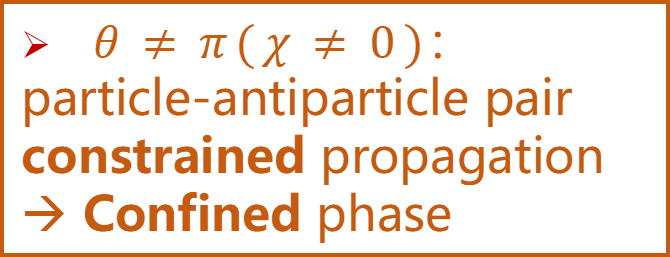 ➢ θ ≠ π(χ ≠ 0):
particle-antiparticle pair
constrained propagation
→ Confined phase